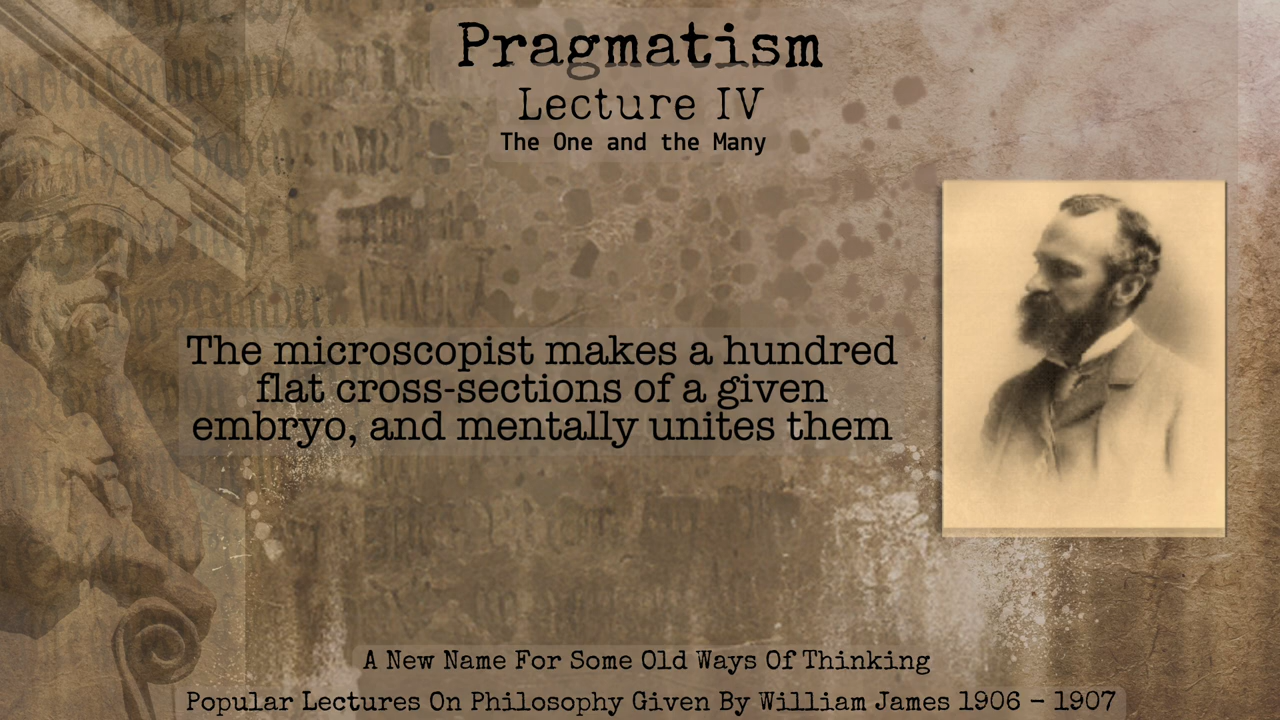 Pragmatism
Lecture IV
The One and the Many
The microscopist makes a hundred
flat cross-sections of a given
embryo, and mentally unites them
A New Name For Some Old Ways Of Thinking
Popular Lectures On Philosophy Given By William James 1906 – 1907